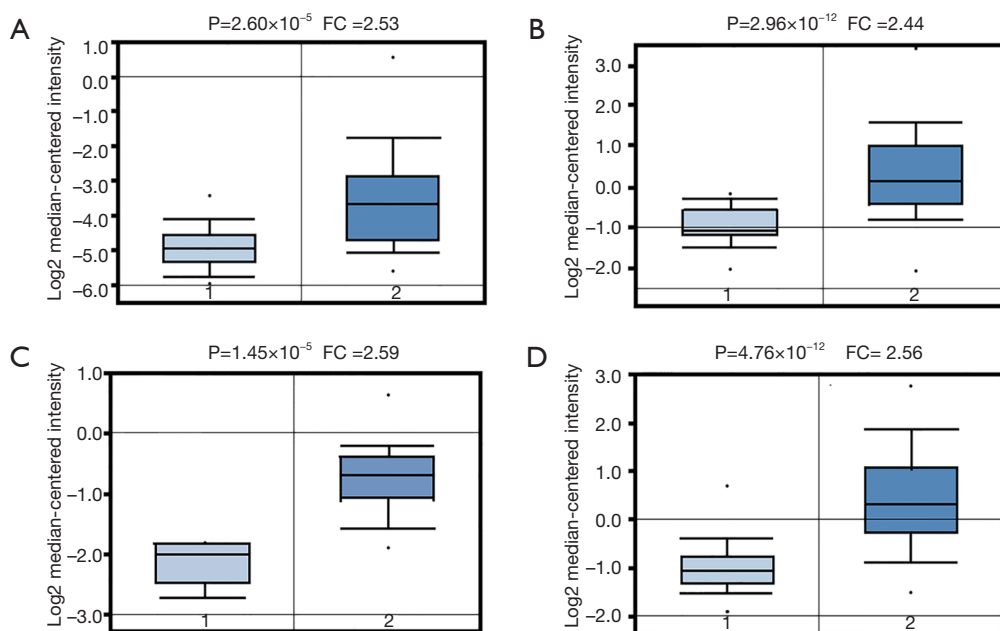 A
P=2.60×10⁻⁵ FC =2.53
Log2 median-centered intensity
1.0
0.0
−1.0
−2.0
−3.0
−4.0
−5.0
−6.0
1
2
B
P=2.96×10⁻¹² FC =2.44
Log2 median-centered intensity
3.0
2.0
1.0
0.0
−1.0
−2.0
1
2
C
P=1.45×10⁻⁵ FC =2.59
Log2 median-centered intensity
1.0
0.0
−1.0
−2.0
−3.0
1
2
D
P=4.76×10⁻¹² FC= 2.56
Log2 median-centered intensity
3.0
2.0
1.0
0.0
−1.0
−2.0
1
2